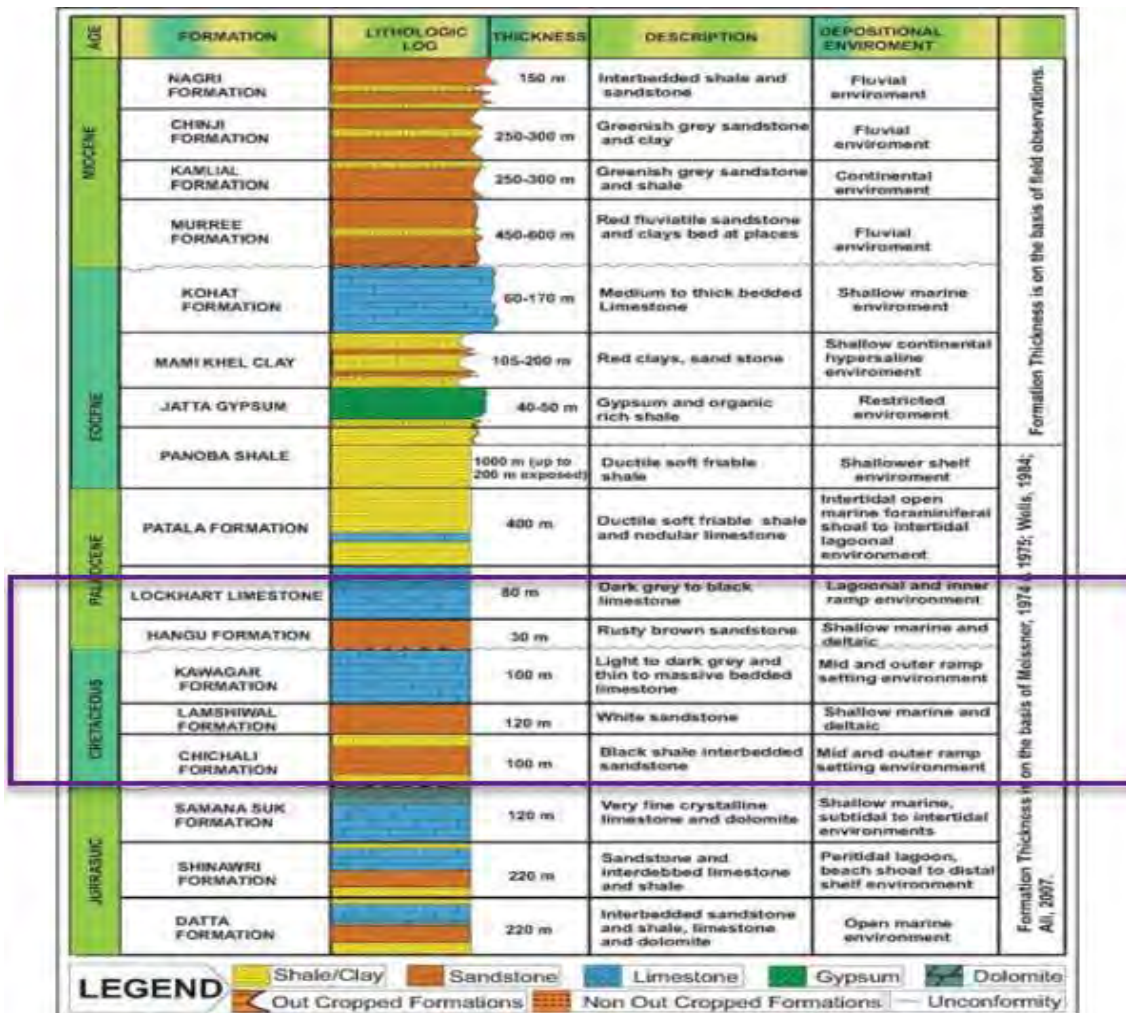 AGE
FORMATION
LITHOLOGIC
LOG
THICKNESS
DESCRIPTION
DEPOSITIONAL
ENVIROMENT
MIOCENE
NAGRI
FORMATION
150 m
Interbedded shale and
sandstone
Fluvial
enviroment
CHINJI
FORMATION
250-300 m
Greenish grey sandstone
and clay
Fluvial
enviroment
KAMLIAL
FORMATION
250-300 m
Greenish grey sandstone
and shale
Continental
enviroment
MURREE
FORMATION
450-600 m
Red fluviatile sandstone
and clays bed at places
Fluvial
enviroment
EOCENE
KOHAT
FORMATION
60-170 m
Medium to thick bedded
Limestone
Shallow marine
enviroment
MAMI KHEL CLAY
105-200 m
Red clays, sand stone
Shallow continental
hypersaline
enviroment
JATTA GYPSUM
40-50 m
Gypsum and organic
rich shale
Restricted
enviroment
PANOBA SHALE
1000 m (up to
200 m exposed)
Ductile soft friable
shale
Shallower shelf
enviroment
PALEOCENE
PATALA FORMATION
400 m
Ductile soft friable shale
and nodular limestone
Intertidal open
marine foraminiferal
shoal to intertidal
lagoonal
environment
LOCKHART LIMESTONE
80 m
Dark grey to black
limestone
Lagoonal and inner
ramp environment
HANGU FORMATION
30 m
Rusty brown sandstone
Shallow marine and
deltaic
CRETACEOUS
KAWAGAR
FORMATION
100 m
Light to dark grey and
thin to massive bedded
limestone
Mid and outer ramp
setting environment
LAMSHIWAL
FORMATION
120 m
White sandstone
Shallow marine and
deltaic
CHICHALI
FORMATION
100 m
Black shale interbedded
sandstone
Mid and outer ramp
setting environment
JURRASUIC
SAMANA SUK
FORMATION
120 m
Very fine crystalline
limestone and dolomite
Shallow marine,
subtidal to intertidal
environments
SHINAWRI
FORMATION
220 m
Sandstone and
interdebbed limestone
and shale
Peritidal lagoon,
beach shoal to distal
shelf environment
DATTA
FORMATION
220 m
Interbedded sandstone
and shale, limestone
and dolomite
Open marine
environment
Formation Thickness is on the basis of field observations.
Formation Thickness is on the basis of Meissner, 1974 1975; Wells, 1984;
Ali, 2007.
LEGEND
Shale/Clay
Sandstone
Limestone
Gypsum
Dolomite
Out Cropped Formations
Non Out Cropped Formations
Unconformity